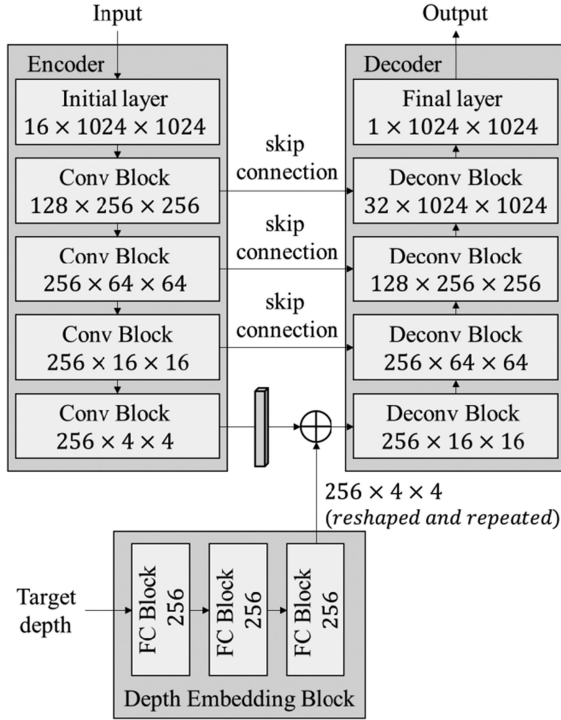 Input
Output
Encoder
Initial layer
16 × 1024 × 1024
Conv Block
128 × 256 × 256
Conv Block
256 × 64 × 64
Conv Block
256 × 16 × 16
Conv Block
256 × 4 × 4
skip
connection
skip
connection
skip
connection
Decoder
Final layer
1 × 1024 × 1024
Deconv Block
32 × 1024 × 1024
Deconv Block
128 × 256 × 256
Deconv Block
256 × 64 × 64
Deconv Block
256 × 16 × 16
256 × 4 × 4
(reshaped and repeated)
Target
depth
FC Block
256
FC Block
256
FC Block
256
Depth Embedding Block